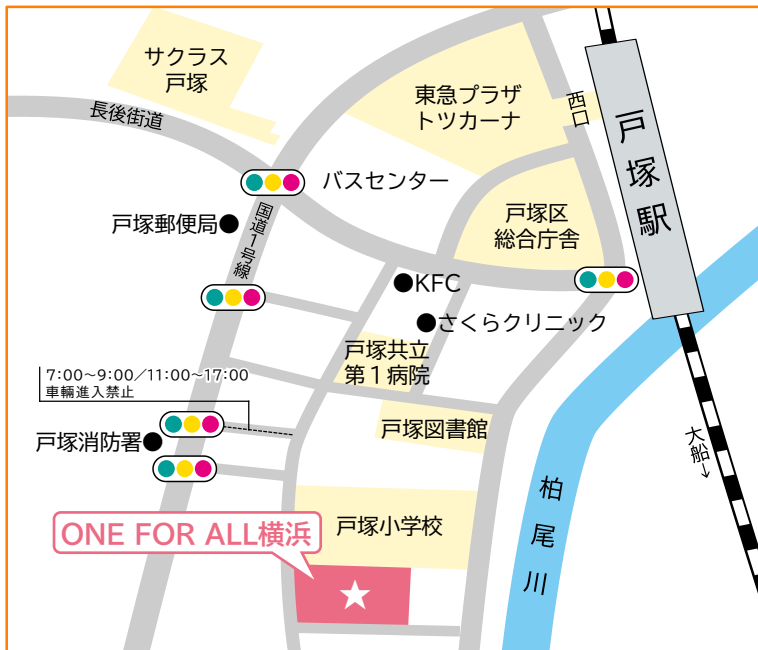 サクラス
戸塚
東急プラザ
トツカーナ
西口
戸塚駅
長後街道
バスセンター
戸塚郵便局
国道1号線
戸塚区
総合庁舎
KFC
さくらクリニック
戸塚共立
第1病院
7:00~9:00/11:00~17:00
車輛進入禁止
戸塚消防署
戸塚図書館
大船↓
柏尾川
戸塚小学校
ONE FOR ALL横浜